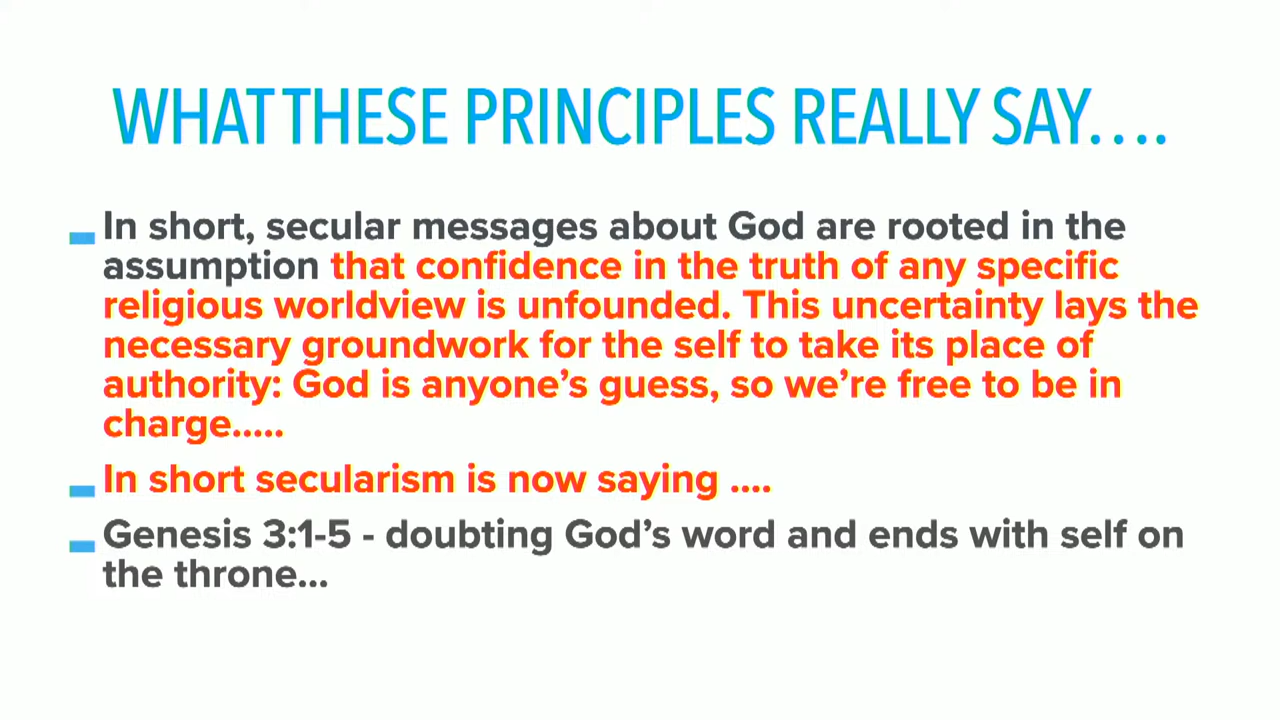 WHAT THESE PRINCIPLES REALLY SAY....
In short, secular messages about God are rooted in the
assumption that confidence in the truth of any specific
religious worldview is unfounded. This uncertainty lays the
necessary groundwork for the self to take its place of
authority: God is anyone’s guess, so we’re free to be in
charge.....
In short secularism is now saying ....
Genesis 3:1-5 - doubting God’s word and ends with self on
the throne...